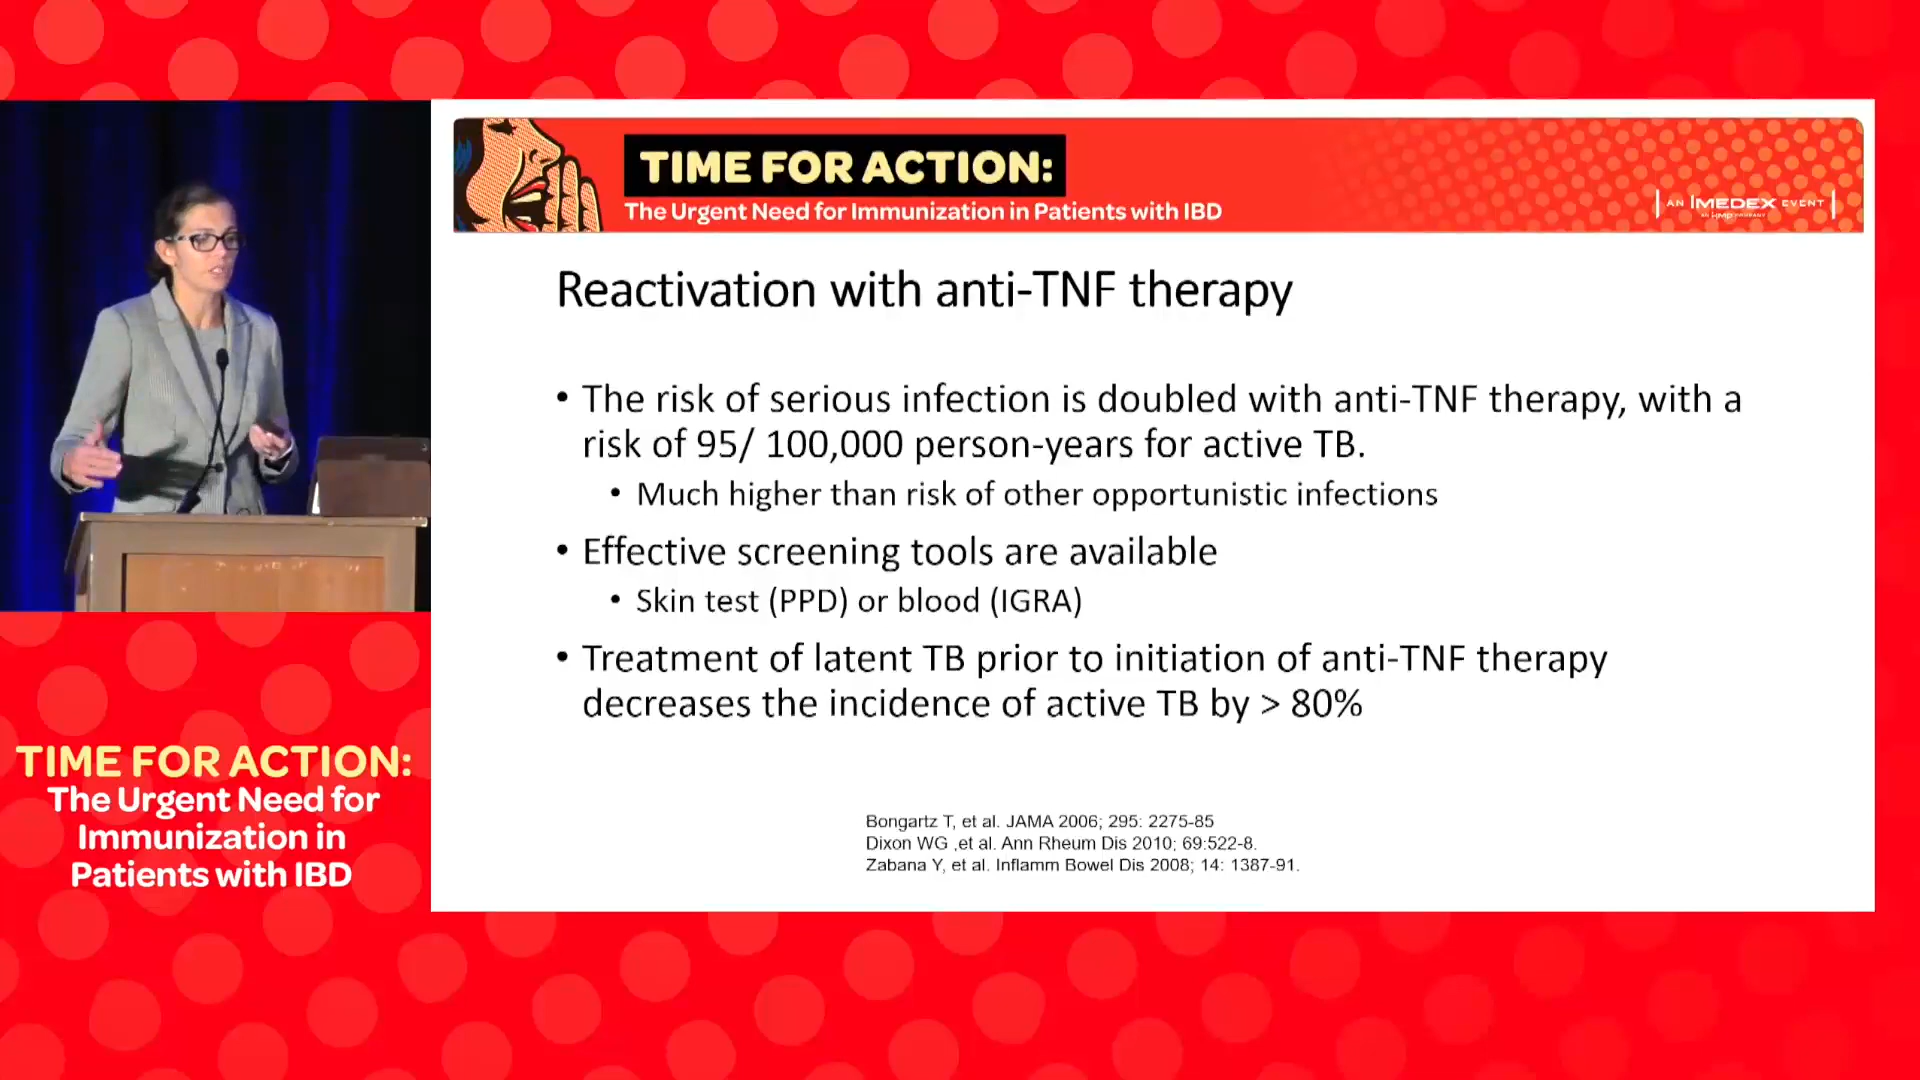 TIME FOR ACTION:
The Urgent Need for Immunization in Patients with IBD
AN IMEDEX EVENT
AN HMP COMPANY
Reactivation with anti-TNF therapy
• The risk of serious infection is doubled with anti-TNF therapy, with a
risk of 95/ 100,000 person-years for active TB.
• Much higher than risk of other opportunistic infections
• Effective screening tools are available
• Skin test (PPD) or blood (IGRA)
• Treatment of latent TB prior to initiation of anti-TNF therapy
decreases the incidence of active TB by > 80%
Bongartz T, et al. JAMA 2006; 295: 2275-85
Dixon WG ,et al. Ann Rheum Dis 2010; 69:522-8.
Zabana Y, et al. Inflamm Bowel Dis 2008; 14: 1387-91.
TIME FOR ACTION:
The Urgent Need for
Immunization in
Patients with IBD